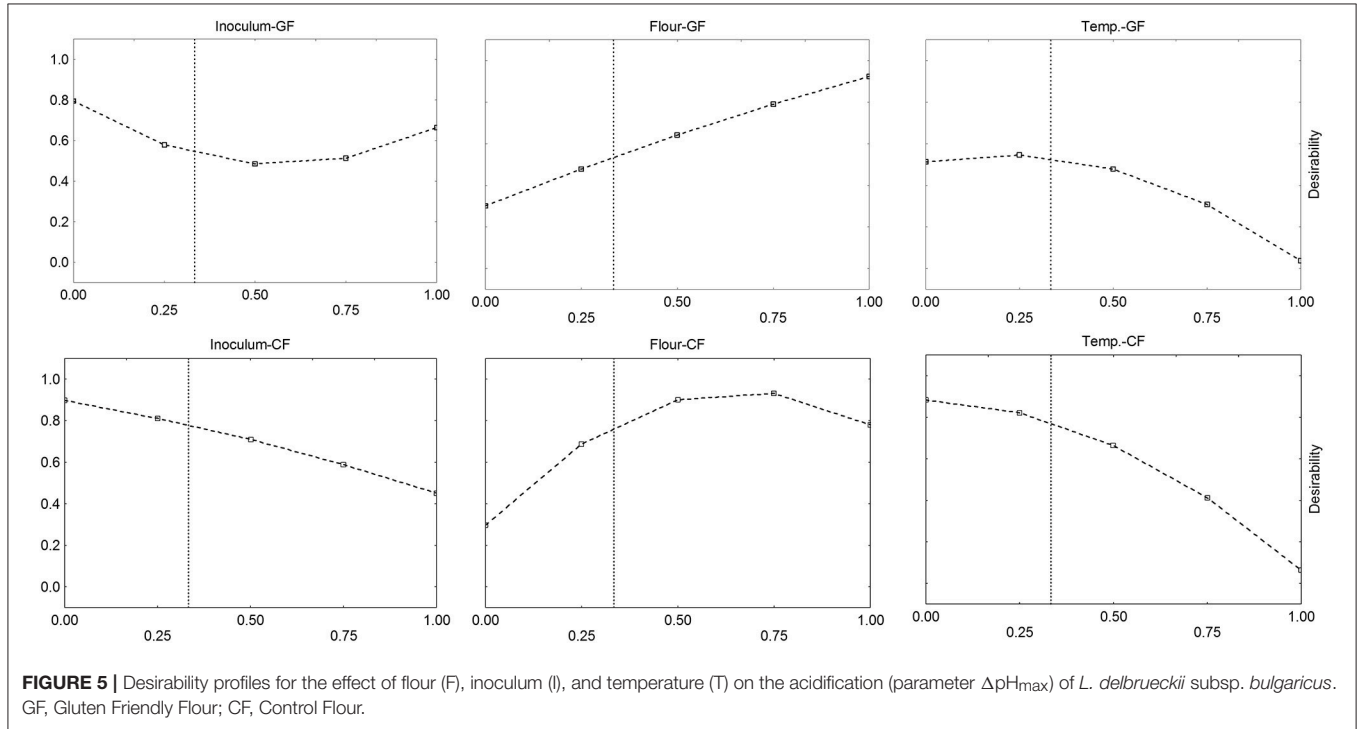 Inoculum-GF
Flour-GF
Temp.-GF
1.0
0.8
0.6
0.4
0.2
0.0
Desirability
0.00 0.50 1.00 0.00 0.50 1.00 0.00 0.50 1.00
0.25 0.75 0.25 0.75 0.25 0.75
Inoculum-CF
Flour-CF
Temp.-CF
1.0
0.8
0.6
0.4
0.2
0.0
Desirability
0.00 0.50 1.00 0.00 0.50 1.00 0.00 0.50 1.00
0.25 0.75 0.25 0.75 0.25 0.75
FIGURE 5 | Desirability profiles for the effect of flour (F), inoculum (I), and temperature (T) on the acidification (parameter ΔpHmax) of L. delbrueckii subsp. bulgaricus.
GF, Gluten Friendly Flour; CF, Control Flour.